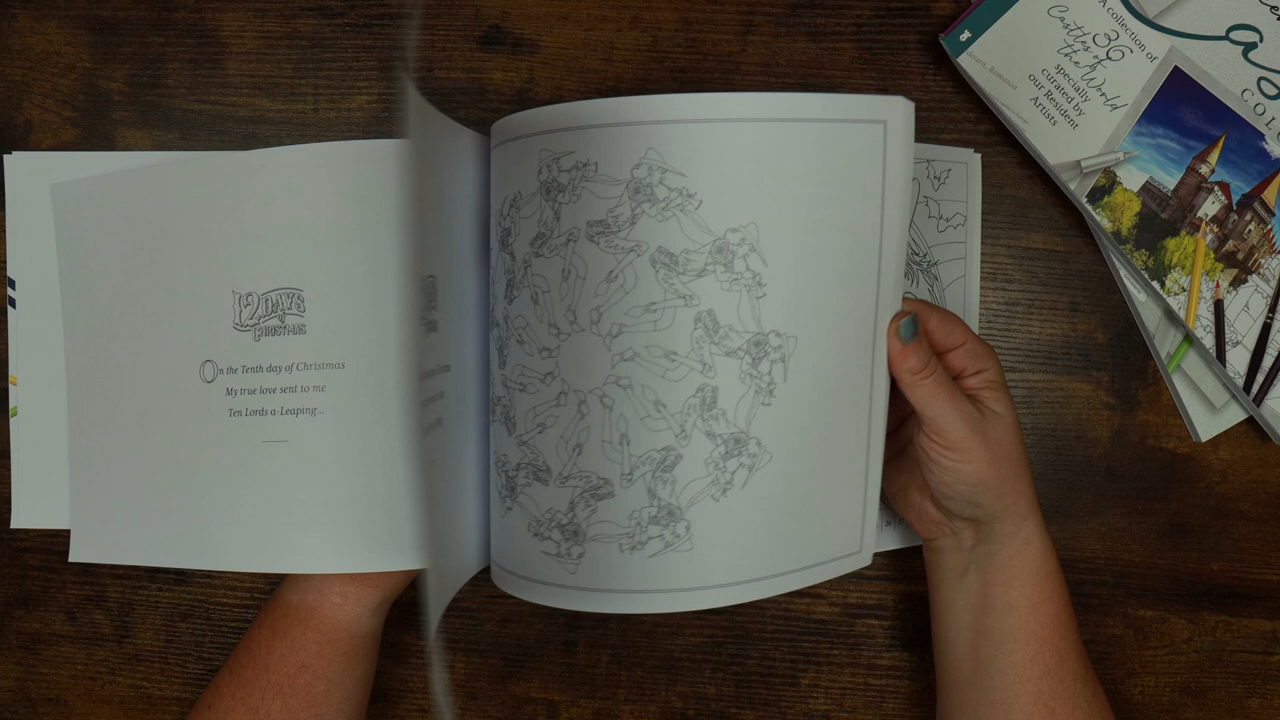 12 DAYS
of
CHRISTMAS
On the Tenth day of Christmas
My true love sent to me
Ten Lords a-Leaping...
A collection of
36
Castles of
the World
specially
curated by
our Resident
Artists